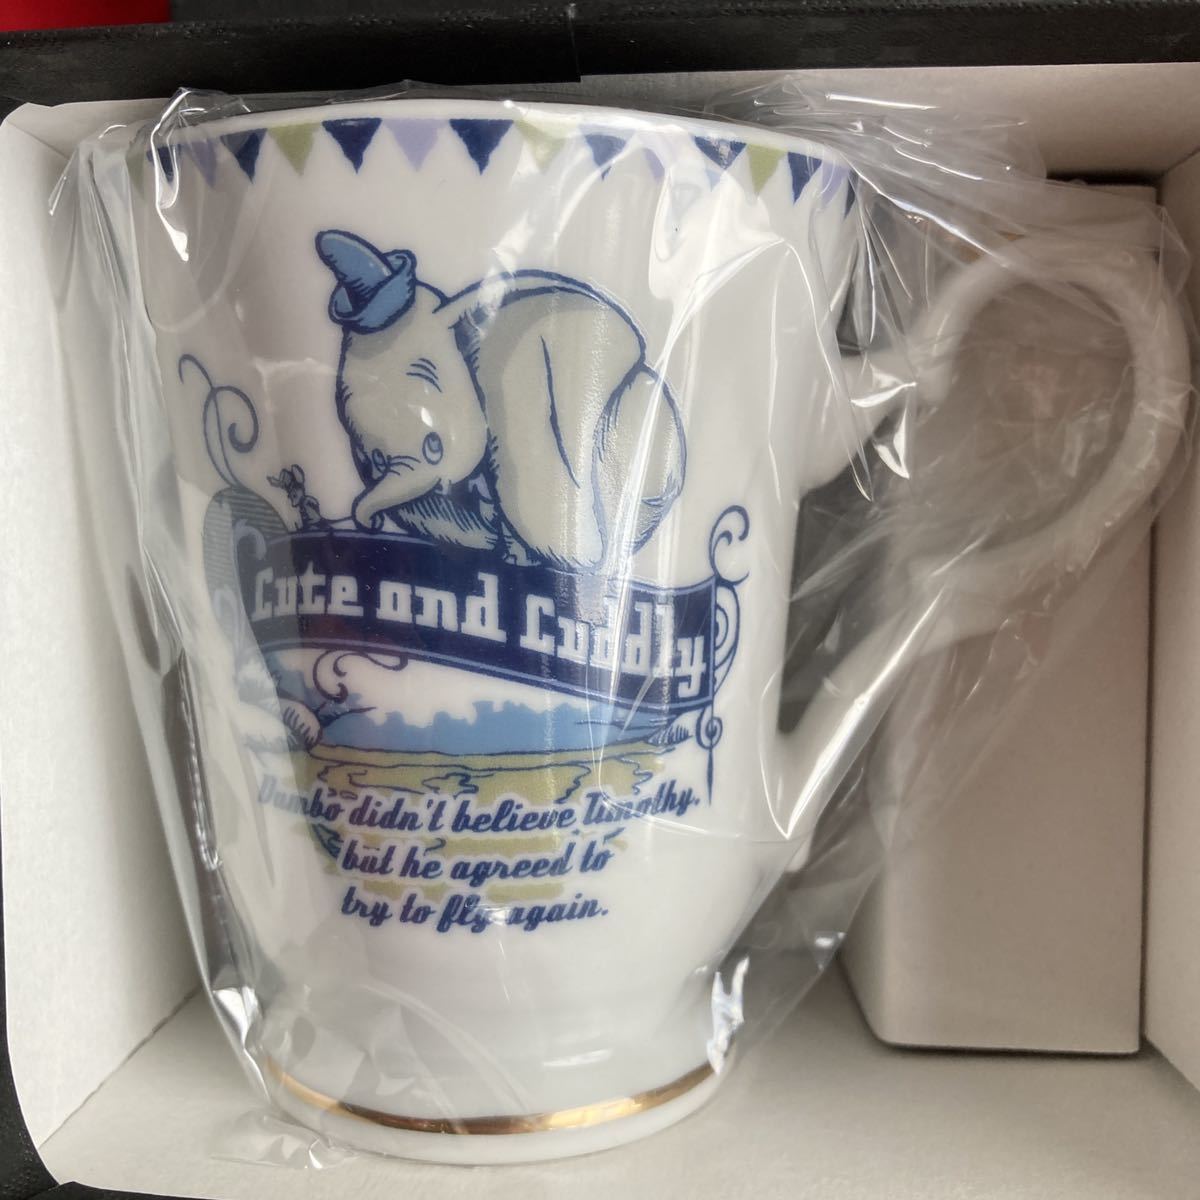 Cute and Cuddly
Dumbo didn't believe Timothy.
but he agreed to
try to fly again.